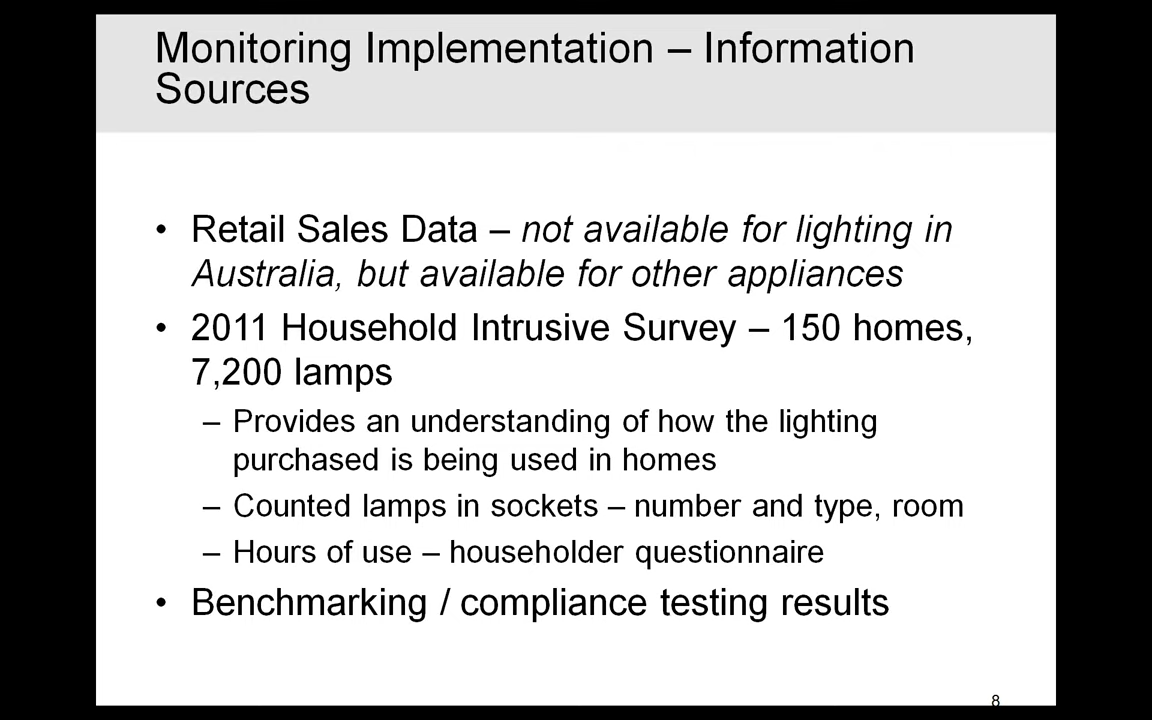 Monitoring Implementation – Information
Sources
• Retail Sales Data – not available for lighting in
Australia, but available for other appliances
• 2011 Household Intrusive Survey – 150 homes,
7,200 lamps
– Provides an understanding of how the lighting
purchased is being used in homes
– Counted lamps in sockets – number and type, room
– Hours of use – householder questionnaire
• Benchmarking / compliance testing results
8